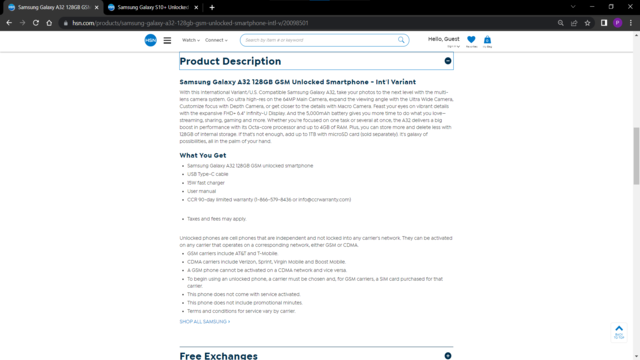 Samsung Galaxy A32 128GB GSM U
Samsung Galaxy S10+ Unlocked
hsn.com/products/samsung-galaxy-a32-128gb-gsm-unlocked-smartphone-intl-v/20098501
HSN
Watch
Connect
Search by item # or keyword
Hello, Guest
Product Description
Samsung Galaxy A32 128GB GSM Unlocked Smartphone - Int'l Variant
With this International Variant/U.S. Compatible Samsung Galaxy A32, take your photos to the next level with the multi-
lens camera system. Go ultra high-res on the 64MP Main Camera, expand the viewing angle with the Ultra Wide Camera,
Customize focus with Depth Camera, or get closer to the details with Macro Camera. Feast your eyes on vibrant details
with the expansive FHD+ 6.4" Infinity-U Display. And the 5,000mAh battery gives you more time to do what you love—
streaming, sharing, gaming and more. Whether you're focused on one task or several at once, the A32 delivers a big
boost in performance with its Octa-core processor and up to 4GB of RAM. Plus, you can store more and delete less with
128GB of internal storage. If that's not enough, add up to 1TB with microSD card (sold separately). It's galaxy of
possibilities, all in the palm of your hand.
What You Get
Samsung Galaxy A32 128GB GSM unlocked smartphone
USB Type-C cable
15W fast charger
User manual
CCR 90-day limited warranty (1-866-579-8436 or info@ccrwarranty.com)
Taxes and fees may apply
Unlocked phones are cell phones that are independent and not locked into any carrier's network. They can be activated
on any carrier that operates on a corresponding network, either GSM or CDMA.
GSM carriers include AT&T and T-Mobile.
CDMA carriers include Verizon, Sprint, Virgin Mobile and Boost Mobile.
A GSM phone cannot be activated on a CDMA network and vice versa.
To begin using an unlocked phone, a carrier must be chosen and, for GSM carriers, a SIM card purchased for that
carrier.
This phone does not come with service activated.
This phone does not include promotional minutes.
Terms and conditions for service vary by carrier.
SHOP ALL SAMSUNG >
BACK
TO TOP
Free Exchanges